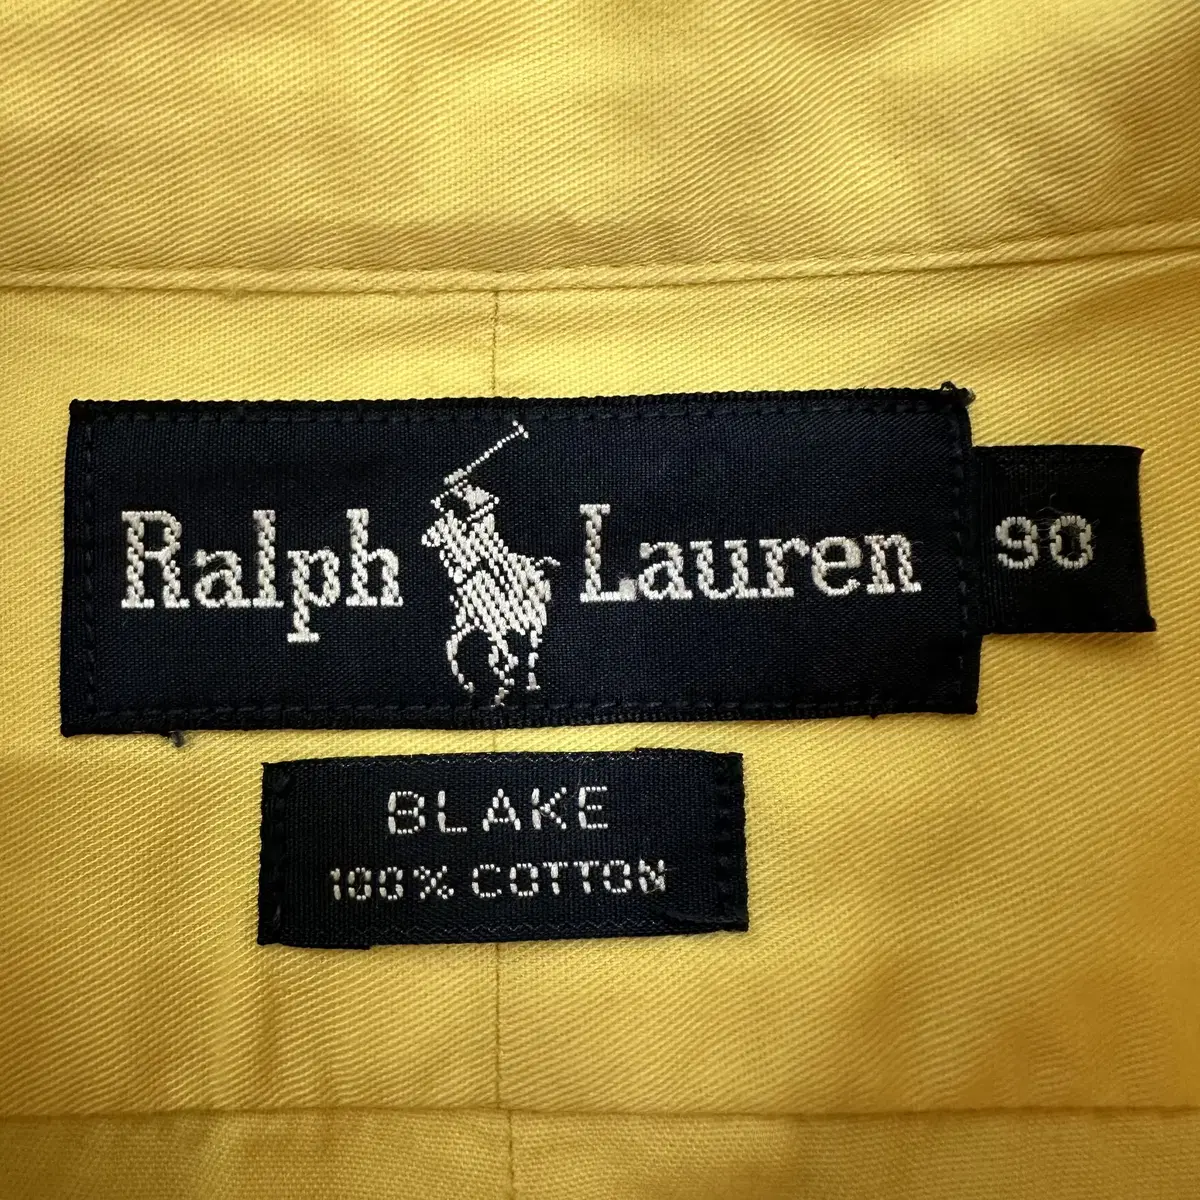 Ralph Lauren
90
BLAKE
100% COTTON